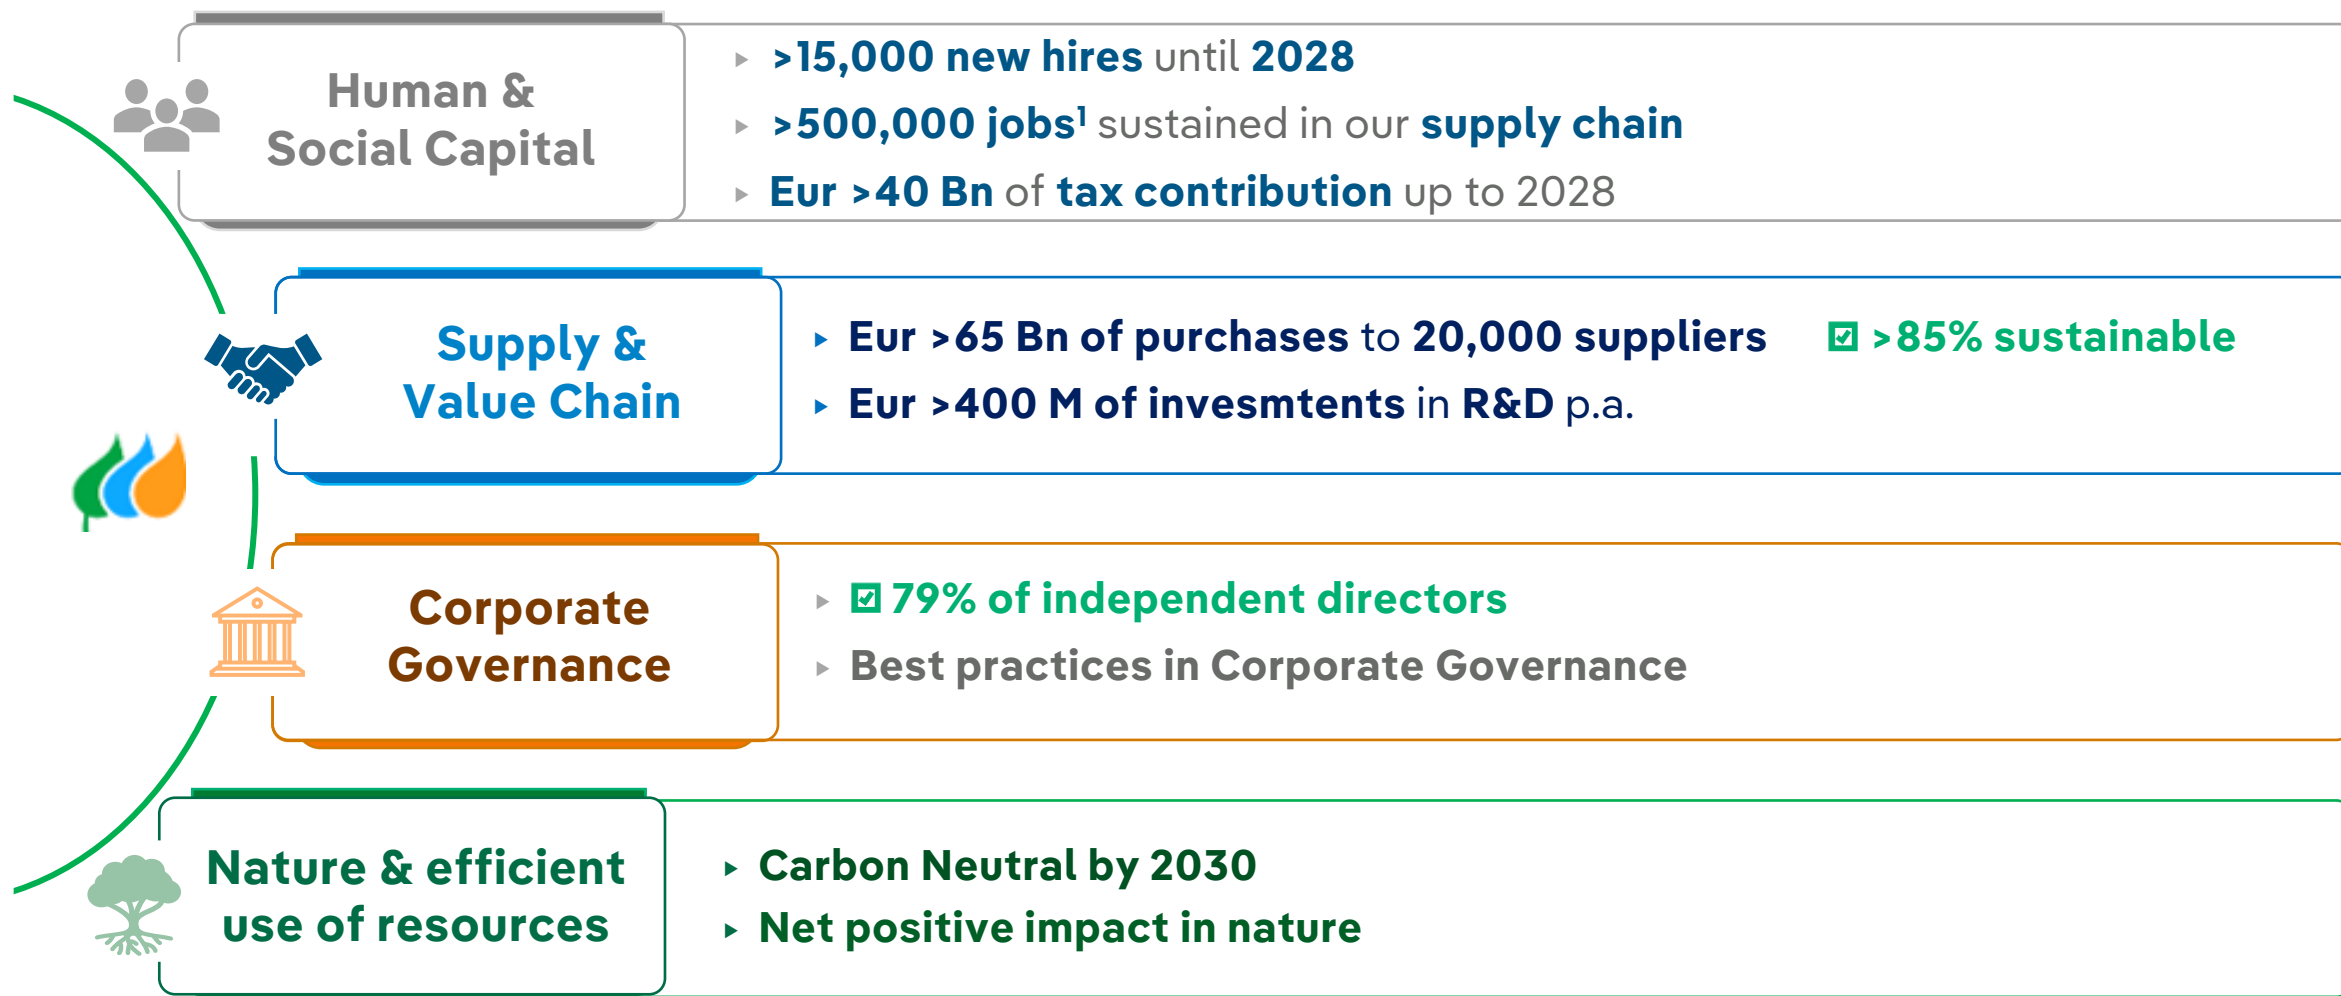 Human &
Social Capital
▸ >15,000 new hires until 2028
▸ >500,000 jobs¹ sustained in our supply chain
▸ Eur >40 Bn of tax contribution up to 2028
Supply &
Value Chain
▸ Eur >65 Bn of purchases to 20,000 suppliers ☑ >85% sustainable
▸ Eur >400 M of invesmtents in R&D p.a.
Corporate
Governance
▸ ☑ 79% of independent directors
▸ Best practices in Corporate Governance
Nature & efficient
use of resources
▸ Carbon Neutral by 2030
▸ Net positive impact in nature